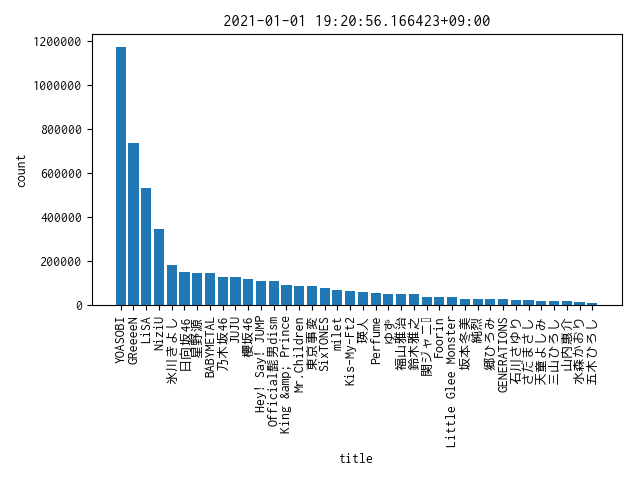 2021-01-01 19:20:56.166423+09:00
1200000
1000000
800000
600000
400000
200000
0
count
YOASOBI
GReeeeN
LiSA
NiziU
氷川きよし
日向坂46
星野源
BABYMETAL
乃木坂46
JUJU
櫻坂46
Hey! Say! JUMP
Official髭男dism
King &amp; Prince
Mr.Children
東京事変
SixTONES
milet
Kis-My-Ft2
瑛人
Perfume
ゆず
福山雅治
鈴木雅之
関ジャニ
Foorin
Little Glee Monster
坂本冬美
純烈
郷ひろみ
GENERATIONS
石川さゆり
さだまさし
天童よしみ
三山ひろし
山内惠介
水森かおり
五木ひろし
title